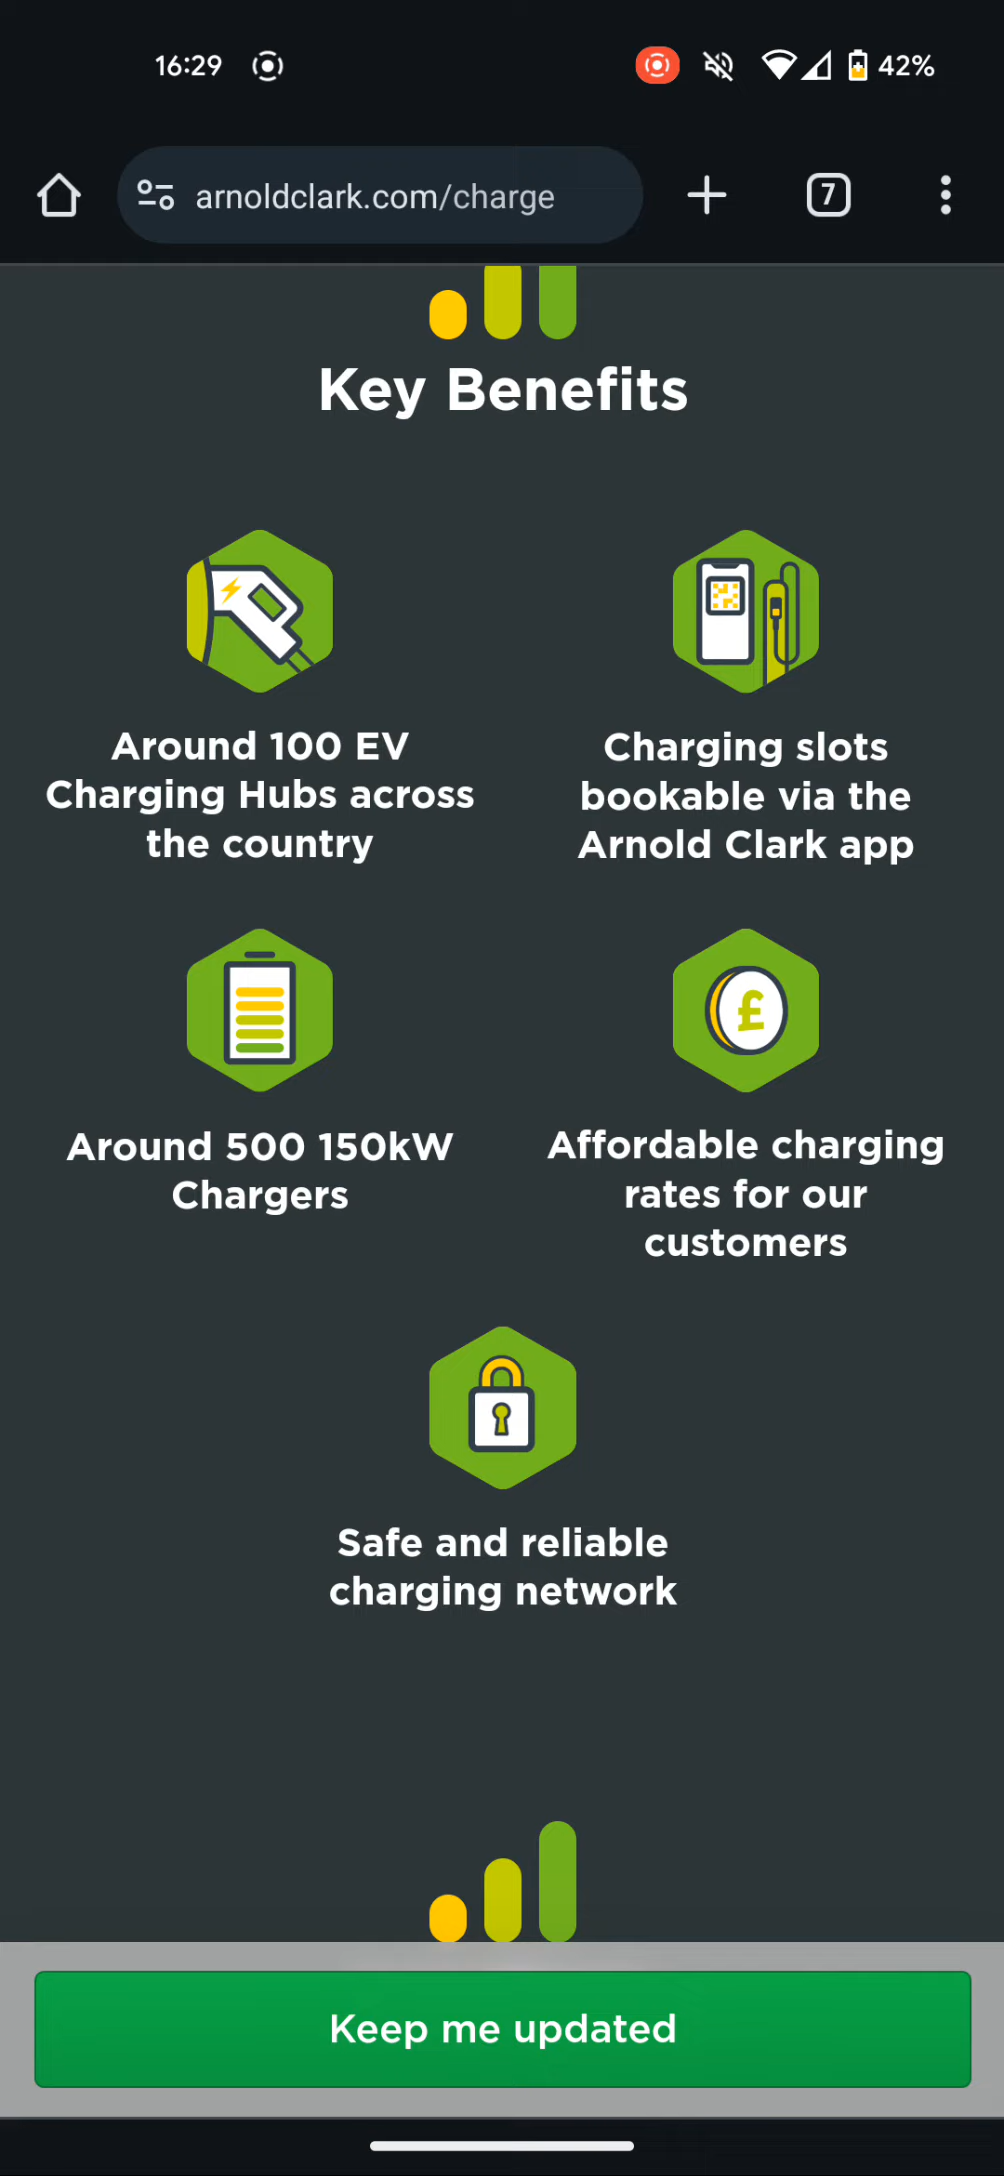 16:29
42%
arnoldclark.com/charge
7
Key Benefits
Around 100 EV
Charging Hubs across
the country
Charging slots
bookable via the
Arnold Clark app
£
Around 500 150kW
Chargers
Affordable charging
rates for our
customers
Safe and reliable
charging network
Keep me updated